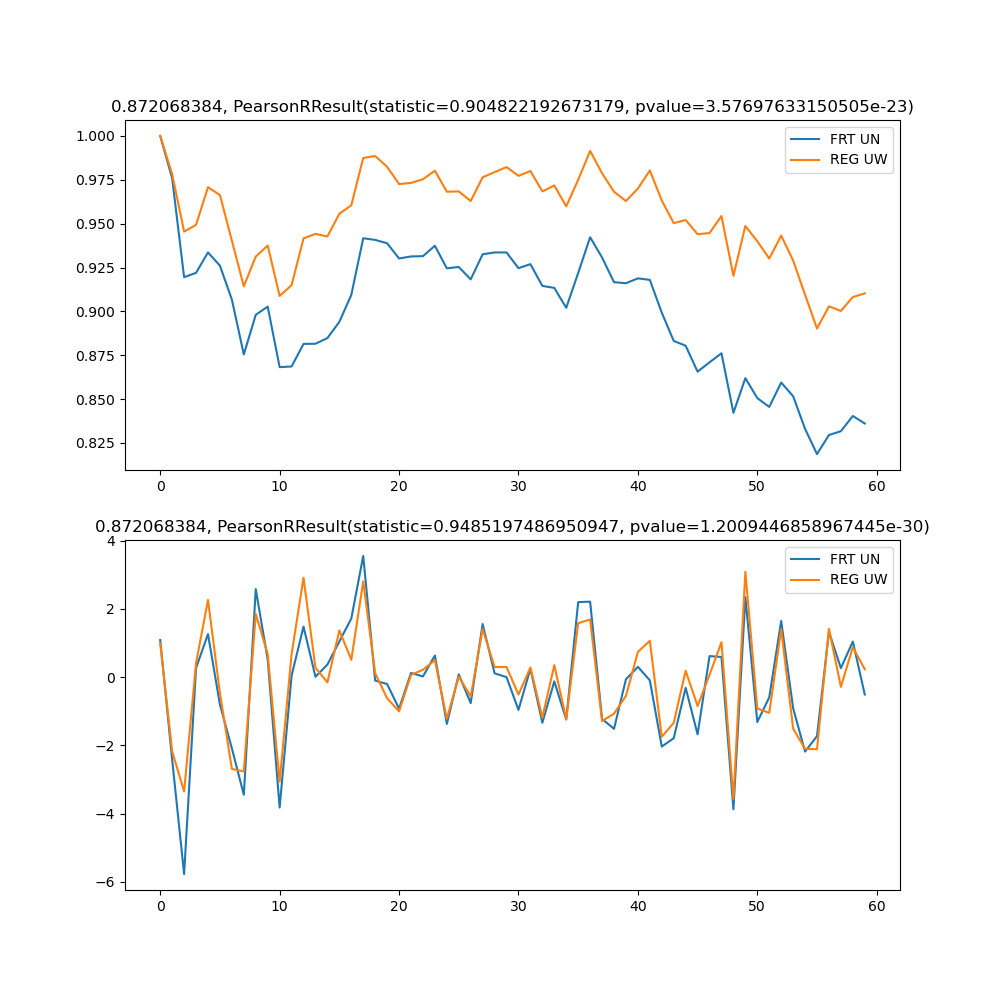 0.872068384, PearsonRResult(statistic=0.904822192673179, pvalue=3.57697633150505e-23)
1.000
0.975
0.950
0.925
0.900
0.875
0.850
0.825
FRT UN
REG UW
0 10 20 30 40 50 60
0.872068384, PearsonRResult(statistic=0.9485197486950947, pvalue=1.2009446858967445e-30)
4
2
0
−2
−4
−6
FRT UN
REG UW
0 10 20 30 40 50 60